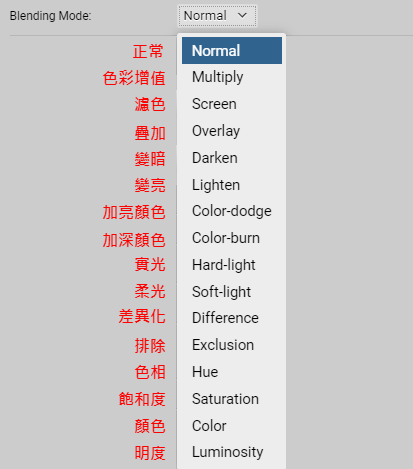 Blending Mode: Normal
正常 Normal
色彩增值 Multiply
濾色 Screen
疊加 Overlay
變暗 Darken
變亮 Lighten
加亮顏色 Color-dodge
加深顏色 Color-burn
實光 Hard-light
柔光 Soft-light
差異化 Difference
排除 Exclusion
色相 Hue
飽和度 Saturation
顏色 Color
明度 Luminosity